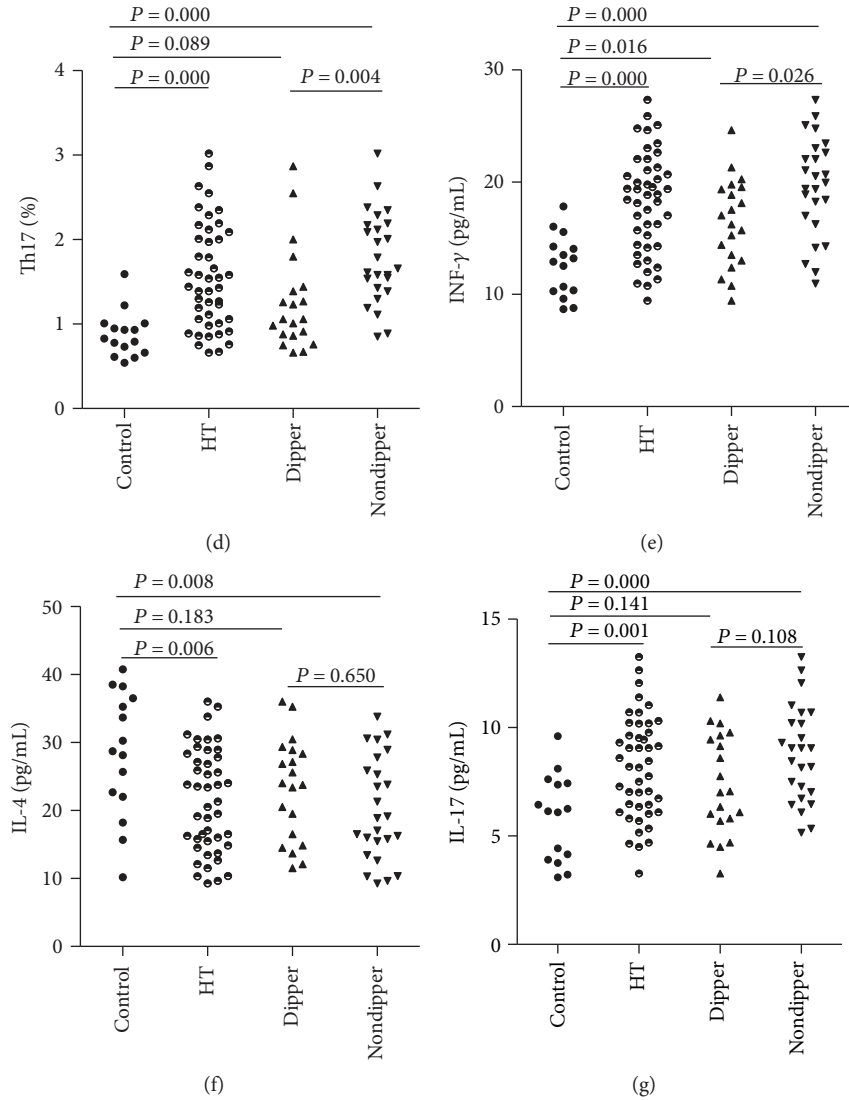 P = 0.000
P = 0.089
P = 0.000
P = 0.004
4
3
2
1
0
Th17 (%)
Control
HT
Dipper
Nondipper
(d)
P = 0.000
P = 0.016
P = 0.000
P = 0.026
30
20
10
0
INF-γ (pg/mL)
Control
HT
Dipper
Nondipper
(e)
P = 0.008
P = 0.183
P = 0.006
P = 0.650
50
40
30
20
10
0
IL-4 (pg/mL)
Control
HT
Dipper
Nondipper
(f)
P = 0.000
P = 0.141
P = 0.001
P = 0.108
15
10
5
0
IL-17 (pg/mL)
Control
HT
Dipper
Nondipper
(g)